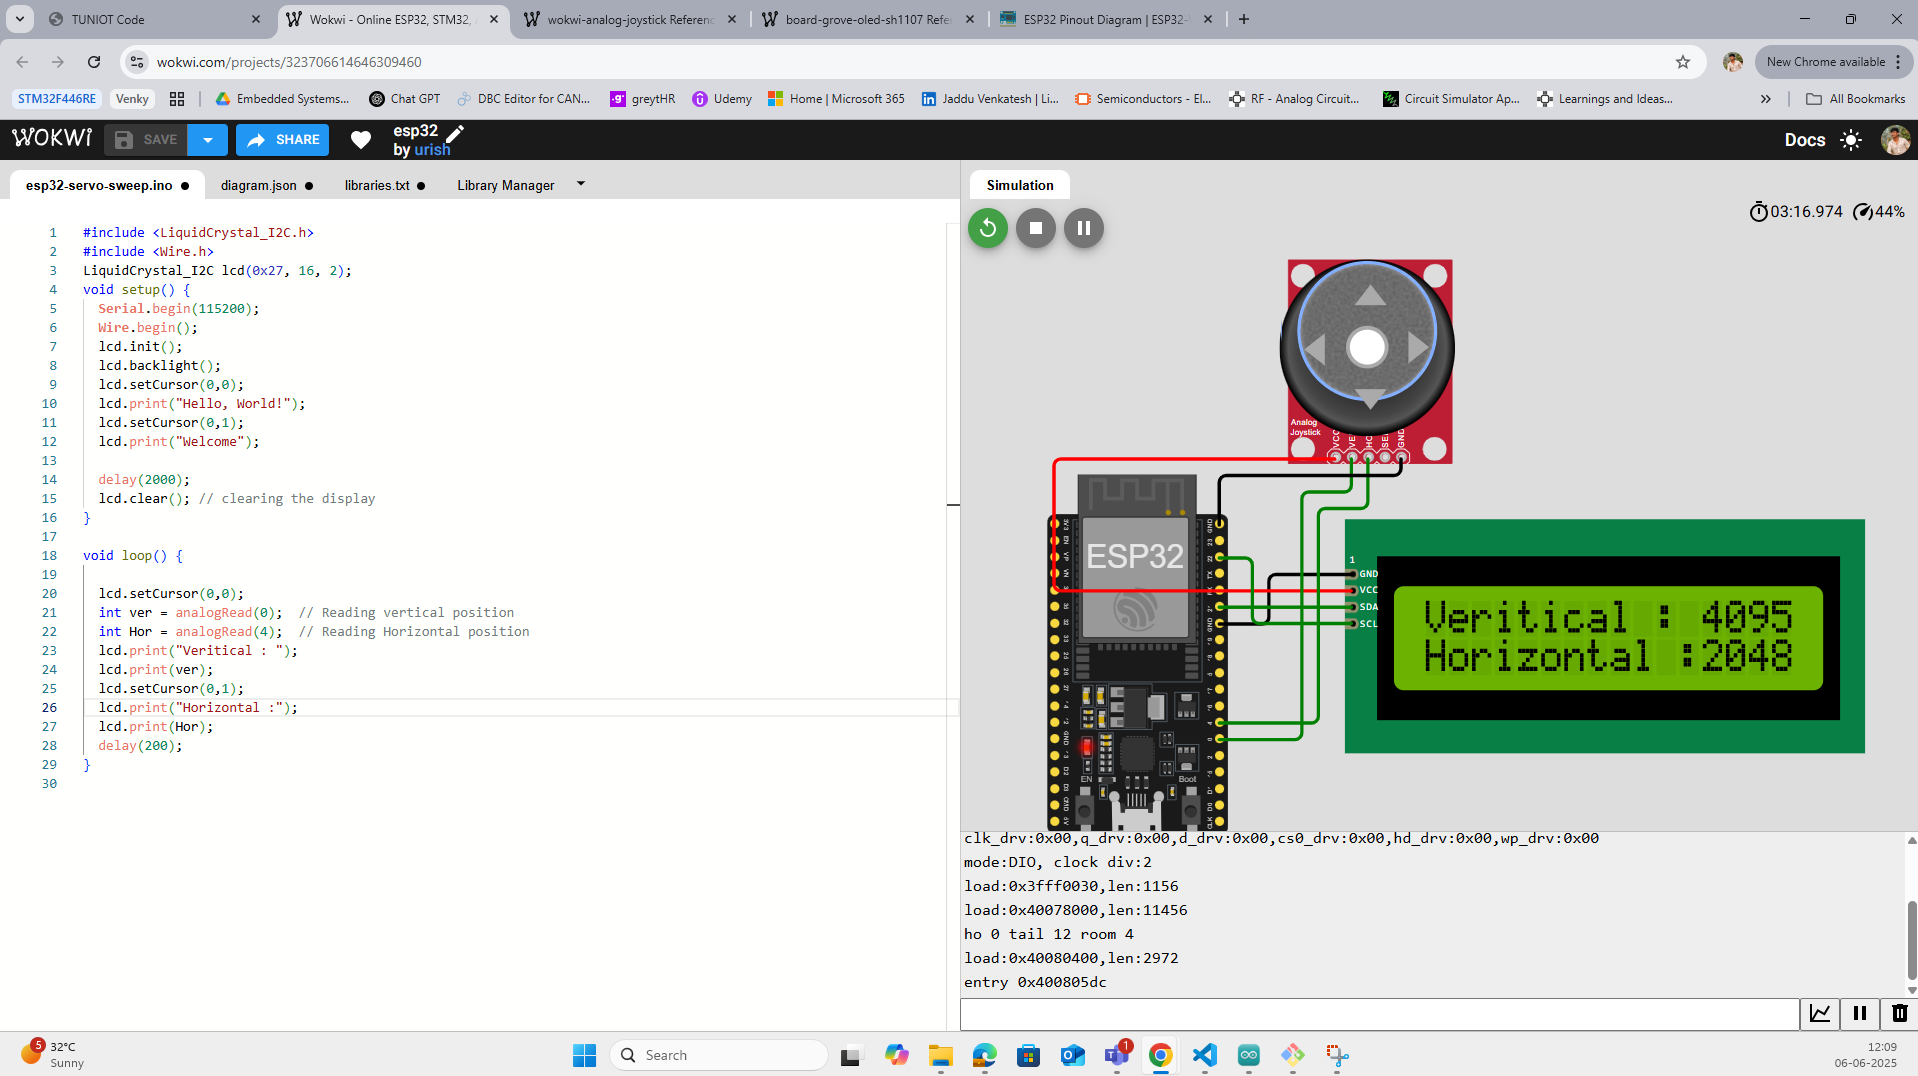 TUNIOT Code
Wokwi - Online ESP32, STM32,
wokwi-analog-joystick Referenc
board-grove-oled-sh1107 Refe
ESP32 Pinout Diagram | ESP32-
wokwi.com/projects/323706614646309460
New Chrome available
STM32F446RE
Venky
Embedded Systems...
Chat GPT
DBC Editor for CAN...
greytHR
Udemy
Home | Microsoft 365
Jaddu Venkatesh | Li...
Semiconductors - El...
RF - Analog Circuit...
Circuit Simulator Ap...
Learnings and Ideas...
All Bookmarks
WOKWI
SAVE
SHARE
esp32
by urish
Docs
esp32-servo-sweep.ino
diagram.json
libraries.txt
Library Manager
1 #include <LiquidCrystal_I2C.h>
2 #include <Wire.h>
3 LiquidCrystal_I2C lcd(0x27, 16, 2);
4 void setup() {
5 Serial.begin(115200);
6 Wire.begin();
7 lcd.init();
8 lcd.backlight();
9 lcd.setCursor(0,0);
10 lcd.print("Hello, World!");
11 lcd.setCursor(0,1);
12 lcd.print("Welcome");
13
14 delay(2000);
15 lcd.clear(); // clearing the display
16 }
17
18 void loop() {
19
20 lcd.setCursor(0,0);
21 int ver = analogRead(0);  // Reading vertical position
22 int Hor = analogRead(4);  // Reading Horizontal position
23 lcd.print("Veritical : ");
24 lcd.print(ver);
25 lcd.setCursor(0,1);
26 lcd.print("Horizontal :");
27 lcd.print(Hor);
28 delay(200);
29 }
30
Simulation
03:16.974
44%
Analog
Joystick
VCC
GND
ESP32
EN
Boot
1
GND
VCC
SDA
SCL
Veritical : 4095
Horizontal :2048
clk_drv:0x00,q_drv:0x00,d_drv:0x00,cs0_drv:0x00,hd_drv:0x00,wp_drv:0x00
mode:DIO, clock div:2
load:0x3fff0030,len:1156
load:0x40078000,len:11456
ho 0 tail 12 room 4
load:0x40080400,len:2972
entry 0x400805dc
5
32°C
Sunny
Search
1
12:09
06-06-2025